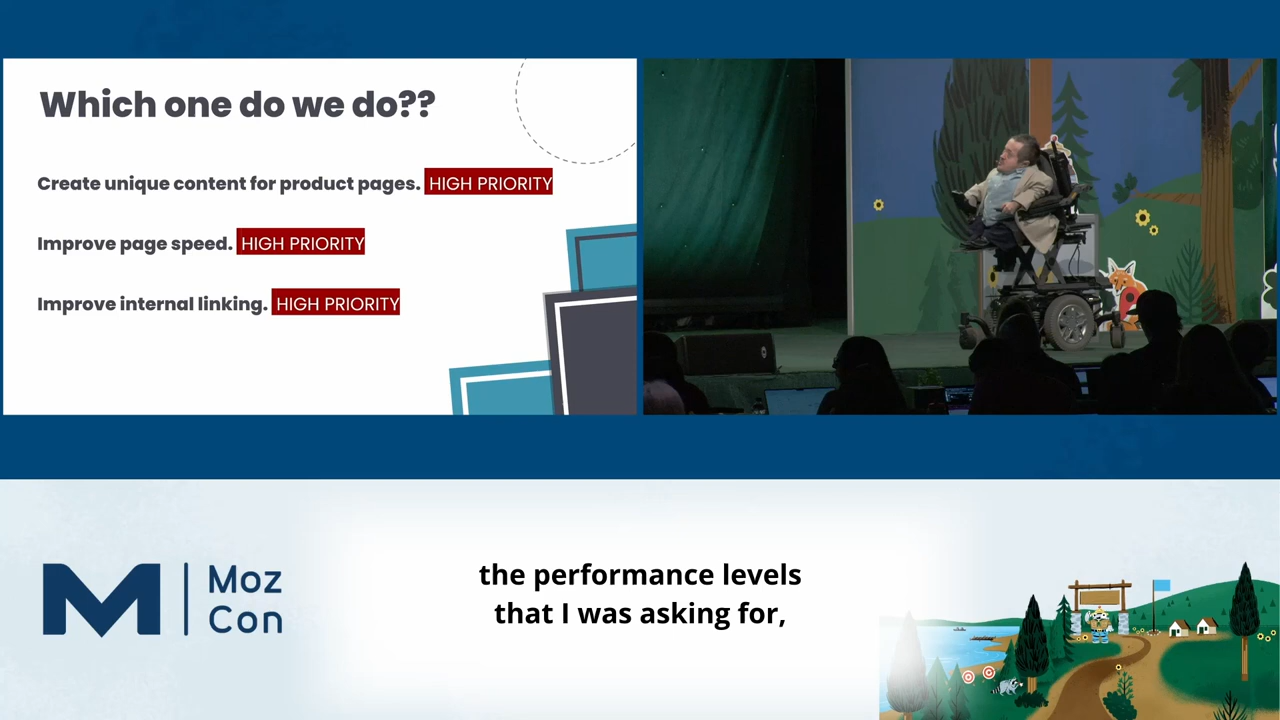 Which one do we do??
Create unique content for product pages. HIGH PRIORITY
Improve page speed. HIGH PRIORITY
Improve internal linking. HIGH PRIORITY
Moz
Con
the performance levels
that I was asking for,